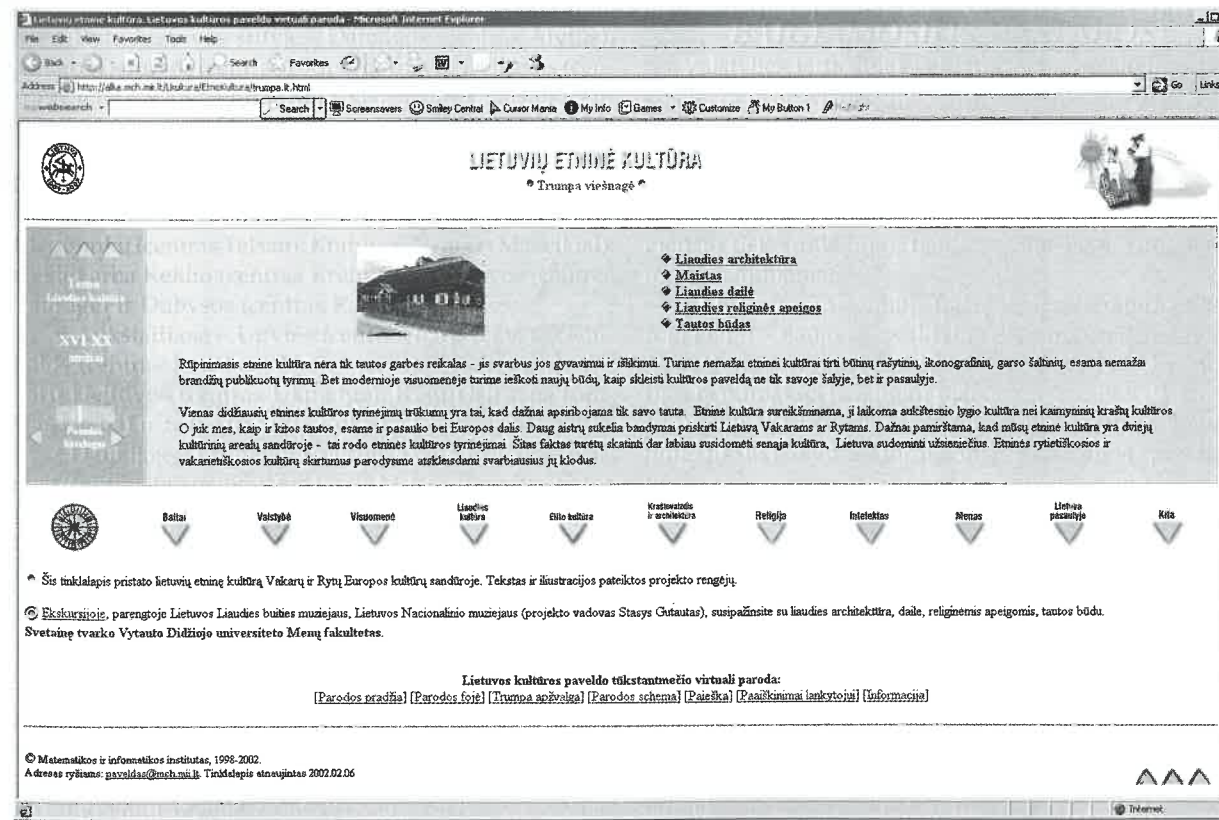 Lietuvių etninė kultūra. Lietuvos kultūros paveldo virtuali paroda - Microsoft Internet Explorer
File Edit View Favorites Tools Help
Back Search Favorites
Address trumpa.lt.html Go Links
websearch Search Screensavers Smiley Central Cursor Mania My Info Games Customize My Button 1
LIETUVIŲ ETNINĖ KULTŪRA
Trumpa viešnagė
Liaudies architektūra
Maistas
Liaudies dailė
Liaudies religinės apeigos
Tautos būdas
Tema
Liaudies kultūra
XVI XX
amžiai
Rūpinimasis etnine kultūra nėra tik tautos garbės reikalas - jis svarbus jos gyvavimui ir išlikimui. Turime nemažai etninei kultūrai tirti būtinų rašytinių, ikonografinių, garso šaltinių, esama nemažai
brandžių publikuotų tyrimų. Bet modernioje visuomenėje turime ieškoti naujų būdų, kaip skleisti kultūros paveldą ne tik savoje šalyje, bet ir pasaulyje.
Vienas didžiausių etninės kultūros tyrinėjimų trūkumų yra tai, kad dažnai apsiribojama tik savo tauta. Etninė kultūra sureikšminama, ji laikoma aukštesnio lygio kultūra nei kaimyninių kraštų kultūros.
O juk mes, kaip ir kitos tautos, esame ir pasaulio bei Europos dalis. Daug aistrų sukelia bandymai priskirti Lietuvą Vakarams ar Rytams. Dažnai pamirštama, kad mūsų etninė kultūra yra dviejų
kultūrinių arealų sandūroje - tai rodo etninės kultūros tyrinėjimai. Šitas faktas turėtų skatinti dar labiau susidomėti senąja kultūra, Lietuva sudominti užsieniečius. Etninės rytietiškosios ir
vakarietiškosios kultūrų skirtumus parodysime atskleisdami svarbiausius jų klodus.
Baltai Valstybė Visuomenė Liaudies kultūra Elito kultūra Kraštovaizdis ir architektūra Religija Intelektas Menas Lietuva pasaulyje Kita
Šis tinklalapis pristato lietuvių etninę kultūrą Vakarų ir Rytų Europos kultūrų sandūroje. Tekstas ir iliustracijos pateiktos projekto rengėjų.
Ekskursijoje, parengtoje Lietuvos Liaudies buities muziejaus, Lietuvos Nacionalinio muziejaus (projekto vadovas Stasys Gutautas), susipažinsite su liaudies architektūra, daile, religinėmis apeigomis, tautos būdu.
Svetainę tvarko Vytauto Didžiojo universiteto Menų fakultetas.
Lietuvos kultūros paveldo tūkstantmečio virtuali paroda:
[Parodos pradžia] [Parodos fojė] [Trumpa apžvalga] [Parodos schema] [Paieška] [Paaiškinimai lankytojui] [Informacija]
© Matematikos ir informatikos institutas, 1998-2002.
Adresas ryšiams: paveldas@mch.mii.lt. Tinklalapis atnaujintas 2002.02.06
Internet